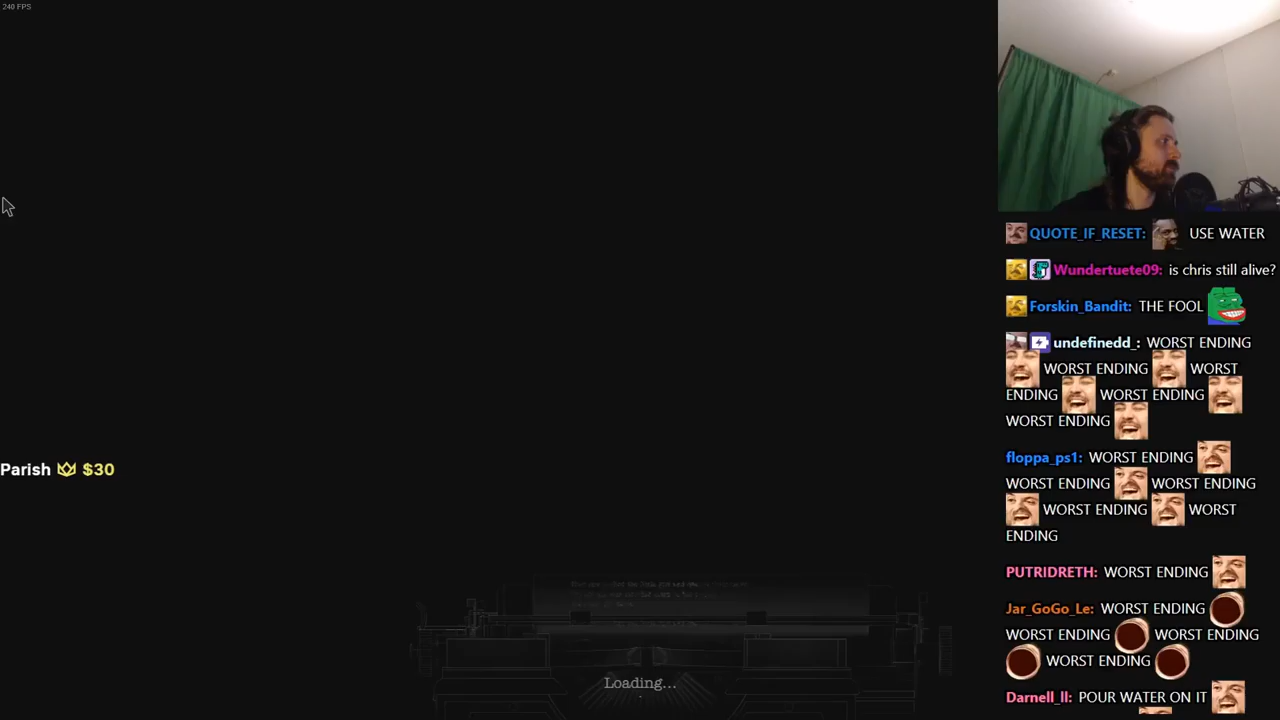 240 FPS
QUOTE_IF_RESET: USE WATER
Wundertuete09: is chris still alive?
Forskin_Bandit: THE FOOL
undefinedd_: WORST ENDING
WORST ENDING WORST
ENDING WORST ENDING
WORST ENDING
Parish $30
floppa_ps1: WORST ENDING
WORST ENDING WORST ENDING
WORST ENDING WORST
ENDING
PUTRIDRETH: WORST ENDING
Jar_GoGo_Le: WORST ENDING
WORST ENDING WORST ENDING
WORST ENDING
Loading...
Darnell_ll: POUR WATER ON IT